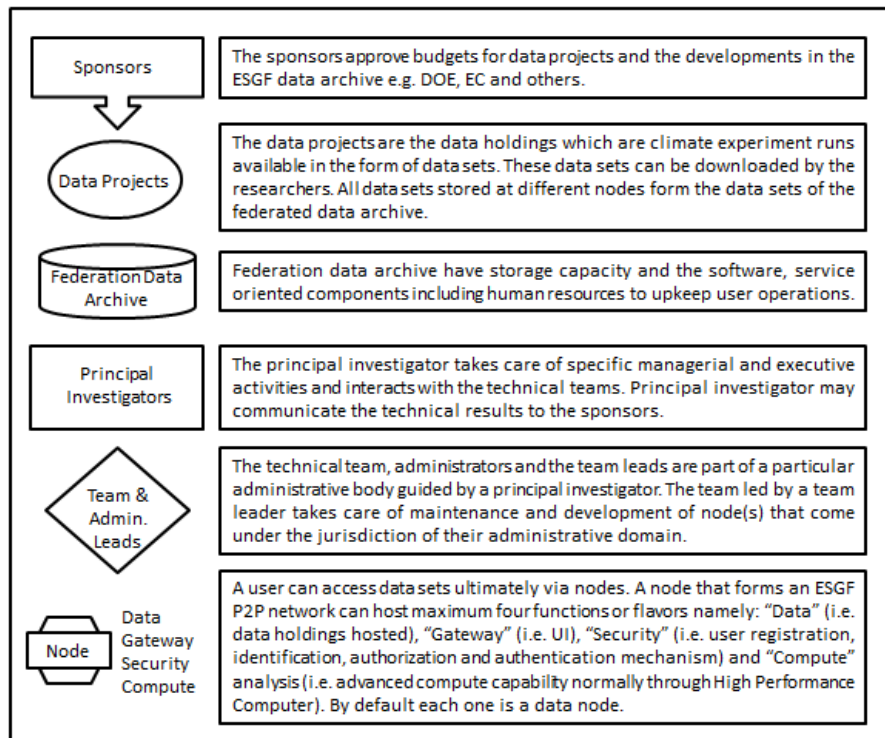 Sponsors
The sponsors approve budgets for data projects and the developments in the
ESGF data archive e.g. DOE, EC and others.
Data Projects
The data projects are the data holdings which are climate experiment runs
available in the form of data sets. These data sets can be downloaded by the
researchers. All data sets stored at different nodes form the data sets of the
federated data archive.
Federation Data
Archive
Federation data archive have storage capacity and the software, service
oriented components including human resources to upkeep user operations.
Principal
Investigators
The principal investigator takes care of specific managerial and executive
activities and interacts with the technical teams. Principal investigator may
communicate the technical results to the sponsors.
Team &
Admin.
Leads
The technical team, administrators and the team leads are part of a particular
administrative body guided by a principal investigator. The team led by a team
leader takes care of maintenance and development of node(s) that come
under the jurisdiction of their administrative domain.
Node
Data
Gateway
Security
Compute
A user can access data sets ultimately via nodes. A node that forms an ESGF
P2P network can host maximum four functions or flavors namely: “Data” (i.e.
data holdings hosted), “Gateway” (i.e. UI), “Security” (i.e. user registration,
identification, authorization and authentication mechanism) and “Compute”
analysis (i.e. advanced compute capability normally through High Performance
Computer). By default each one is a data node.